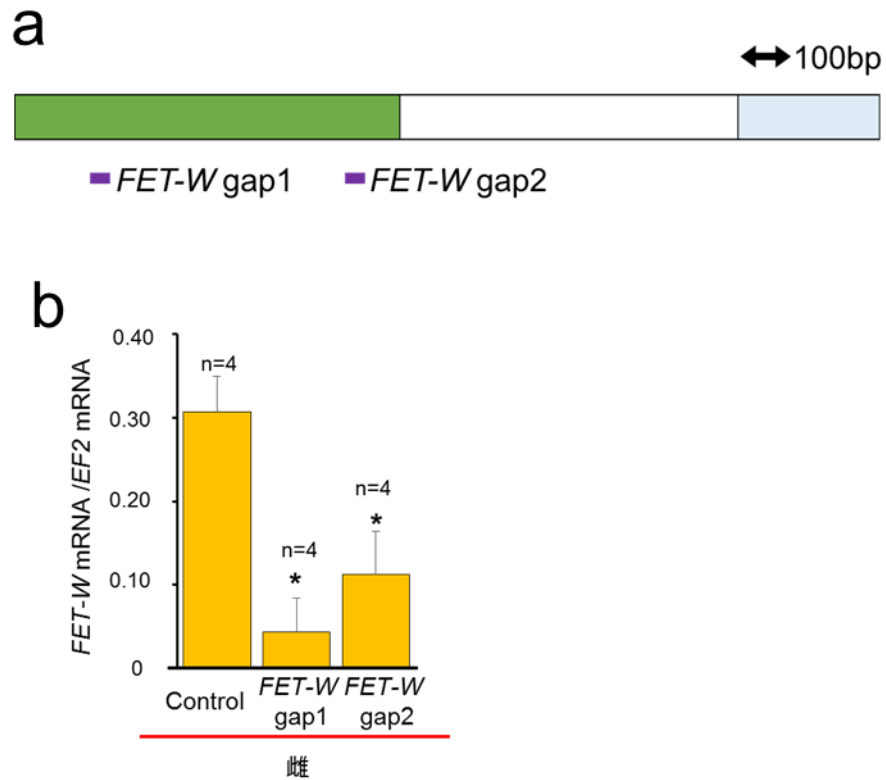 a
100bp
FET-W gap1 FET-W gap2
b
FET-W mRNA /EF2 mRNA
0.40
0.30
0.20
0.10
0
n=4
n=4
*
n=4
*
Control
FET-W
gap1
FET-W
gap2
雌